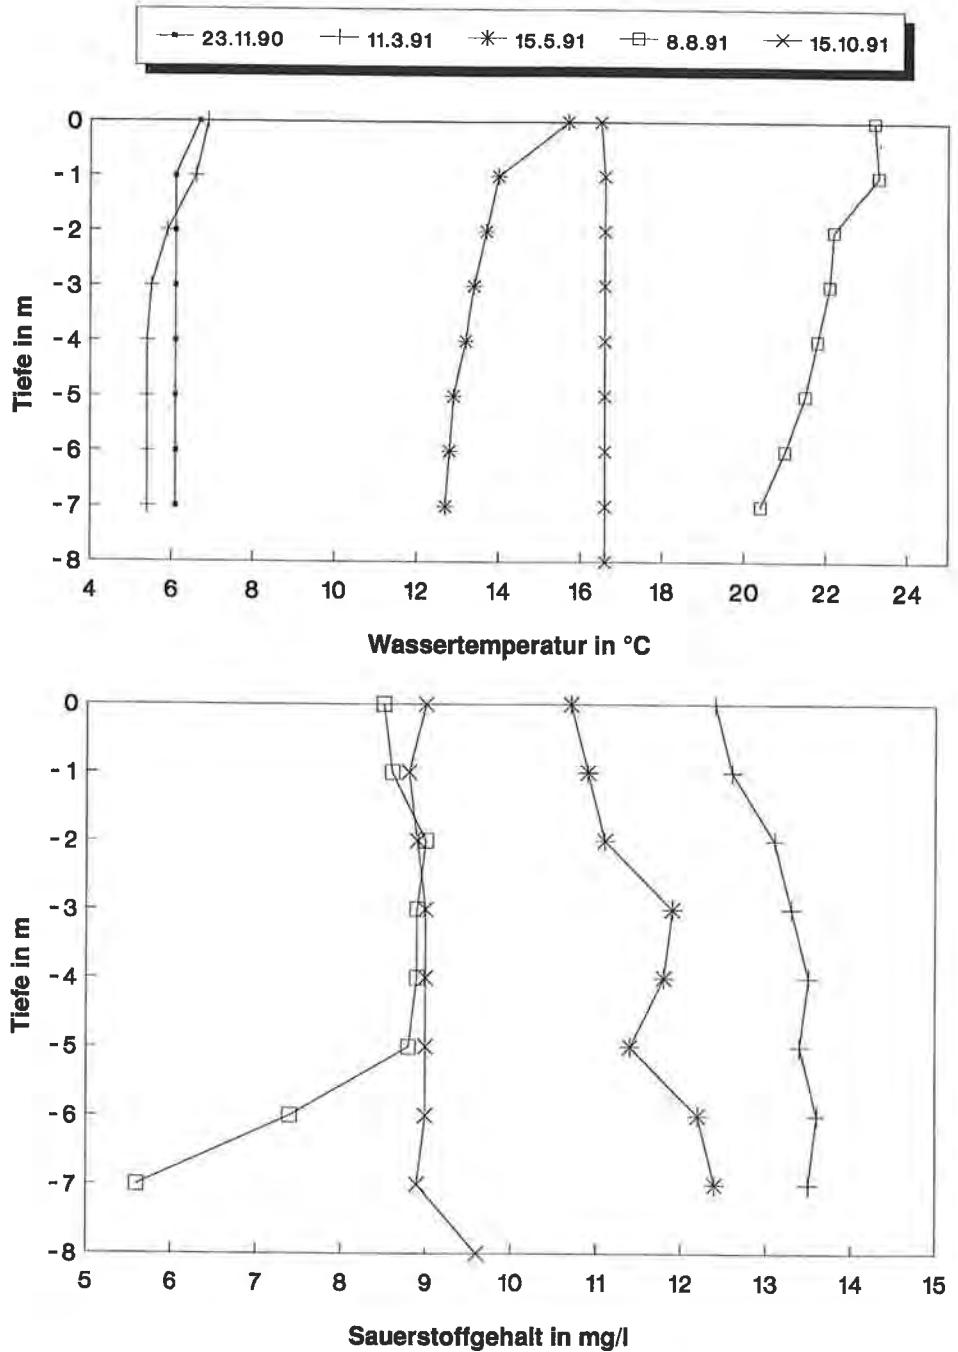 23.11.90 11.3.91 15.5.91 8.8.91 15.10.91
0
-1
-2
-3
-4
-5
-6
-7
-8
Tiefe in m
4 6 8 10 12 14 16 18 20 22 24
Wassertemperatur in °C
0
-1
-2
-3
-4
-5
-6
-7
-8
Tiefe in m
5 6 7 8 9 10 11 12 13 14 15
Sauerstoffgehalt in mg/l